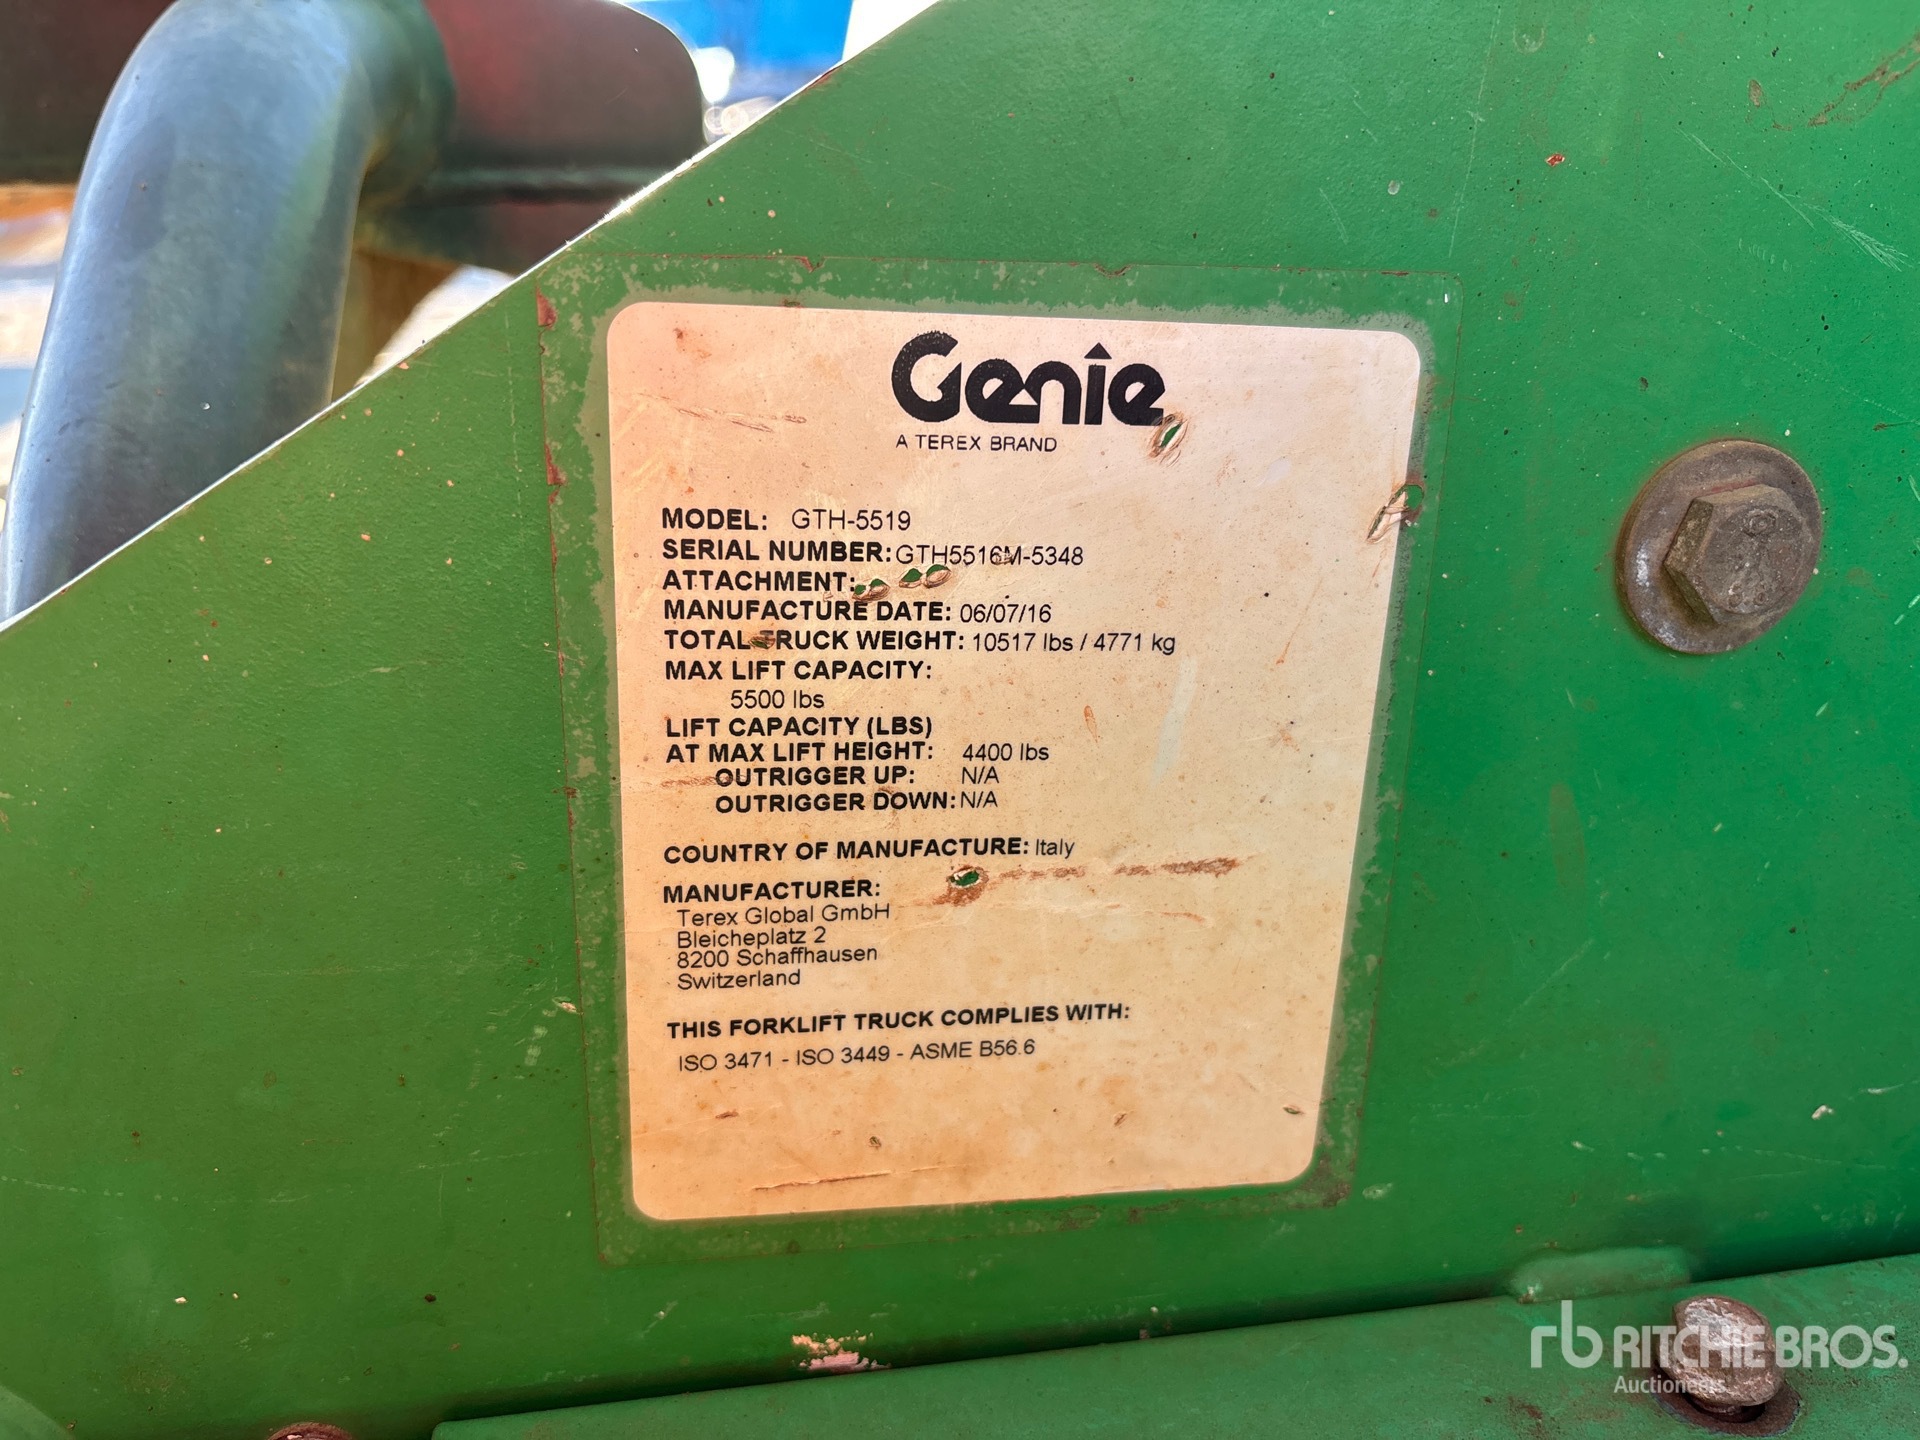 Genie
A TEREX BRAND
MODEL: GTH-5519
SERIAL NUMBER: GTH5516M-5348
ATTACHMENT:
MANUFACTURE DATE: 06/07/16
TOTAL TRUCK WEIGHT: 10517 lbs / 4771 kg
MAX LIFT CAPACITY:
5500 lbs
LIFT CAPACITY (LBS)
AT MAX LIFT HEIGHT: 4400 lbs
OUTRIGGER UP: N/A
OUTRIGGER DOWN: N/A
COUNTRY OF MANUFACTURE: Italy
MANUFACTURER:
Terex Global GmbH
Bleicheplatz 2
8200 Schaffhausen
Switzerland
THIS FORKLIFT TRUCK COMPLIES WITH:
ISO 3471 - ISO 3449 - ASME B56.6
rb RITCHIE BROS.
Auctioneers